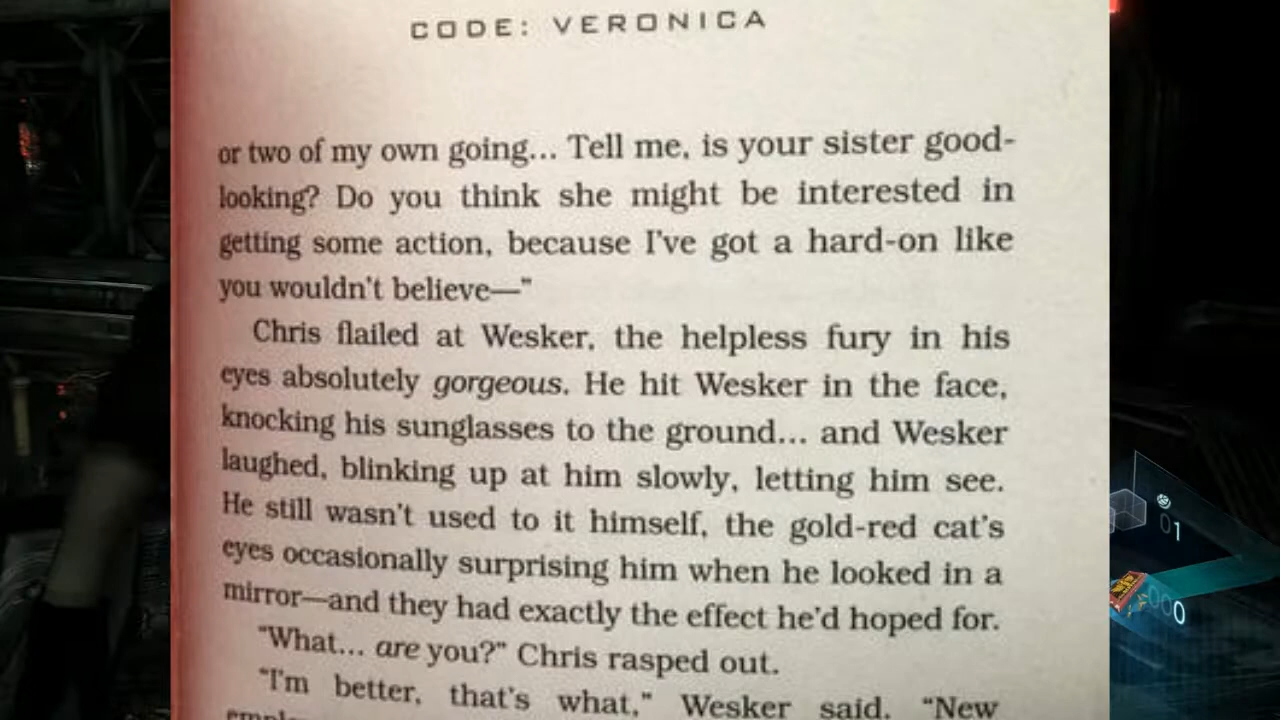 CODE: VERONICA
or two of my own going... Tell me, is your sister good-
looking? Do you think she might be interested in
getting some action, because I've got a hard-on like
you wouldn't believe—"
Chris flailed at Wesker, the helpless fury in his
eyes absolutely gorgeous. He hit Wesker in the face,
knocking his sunglasses to the ground... and Wesker
laughed, blinking up at him slowly, letting him see.
He still wasn't used to it himself, the gold-red cat's
eyes occasionally surprising him when he looked in a
mirror—and they had exactly the effect he'd hoped for.
"What... are you?" Chris rasped out.
"I'm better, that's what," Wesker said. "New
01
000